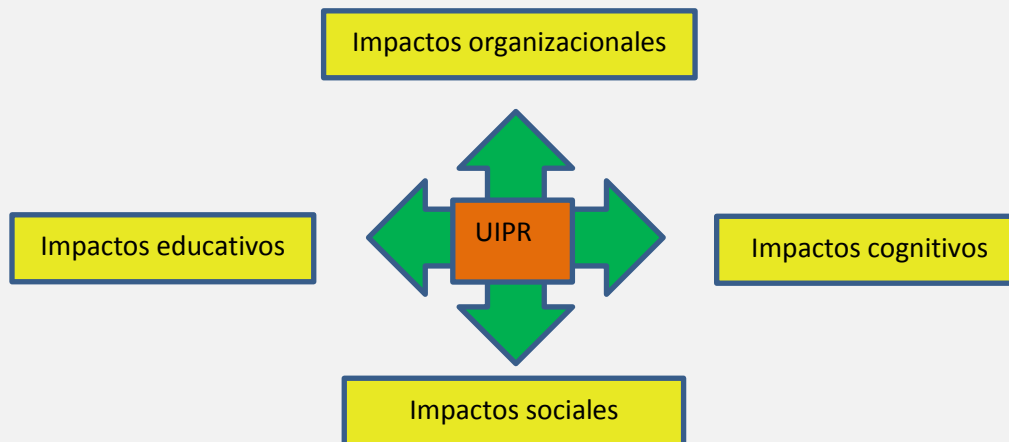 Impactos organizacionales
UIPR
Impactos educativos
Impactos cognitivos
Impactos sociales